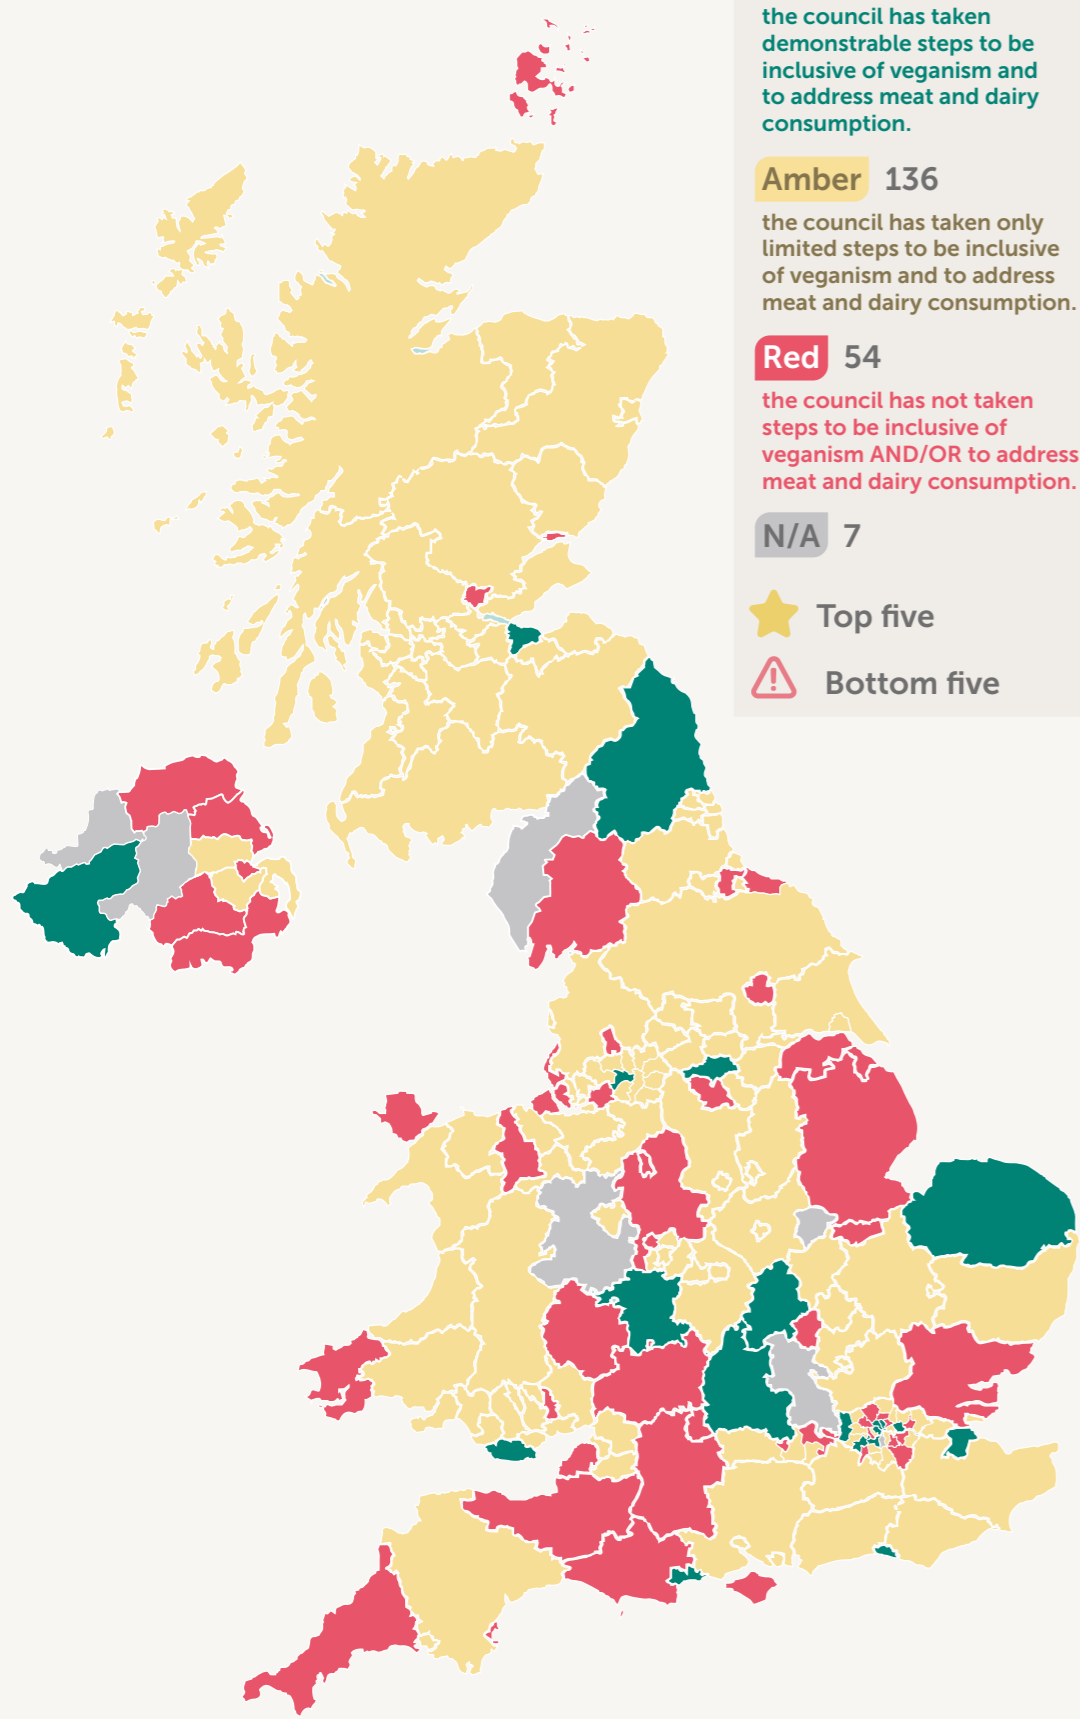 the council has taken
demonstrable steps to be
inclusive of veganism and
to address meat and dairy
consumption.
Amber 136
the council has taken only
limited steps to be inclusive
of veganism and to address
meat and dairy consumption.
Red 54
the council has not taken
steps to be inclusive of
veganism AND/OR to address
meat and dairy consumption.
N/A 7
Top five
Bottom five